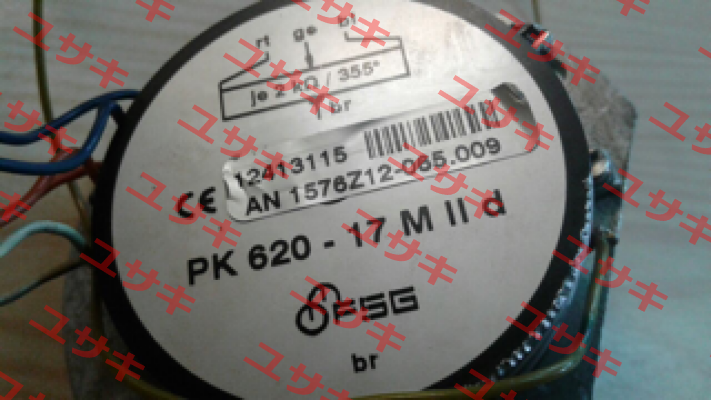 rt ge bl
je 2 kΩ / 355°
br
12413115
CE AN 1576Z12-065.009
PK 620 - 17 M II d
FSG
br
ユサキ